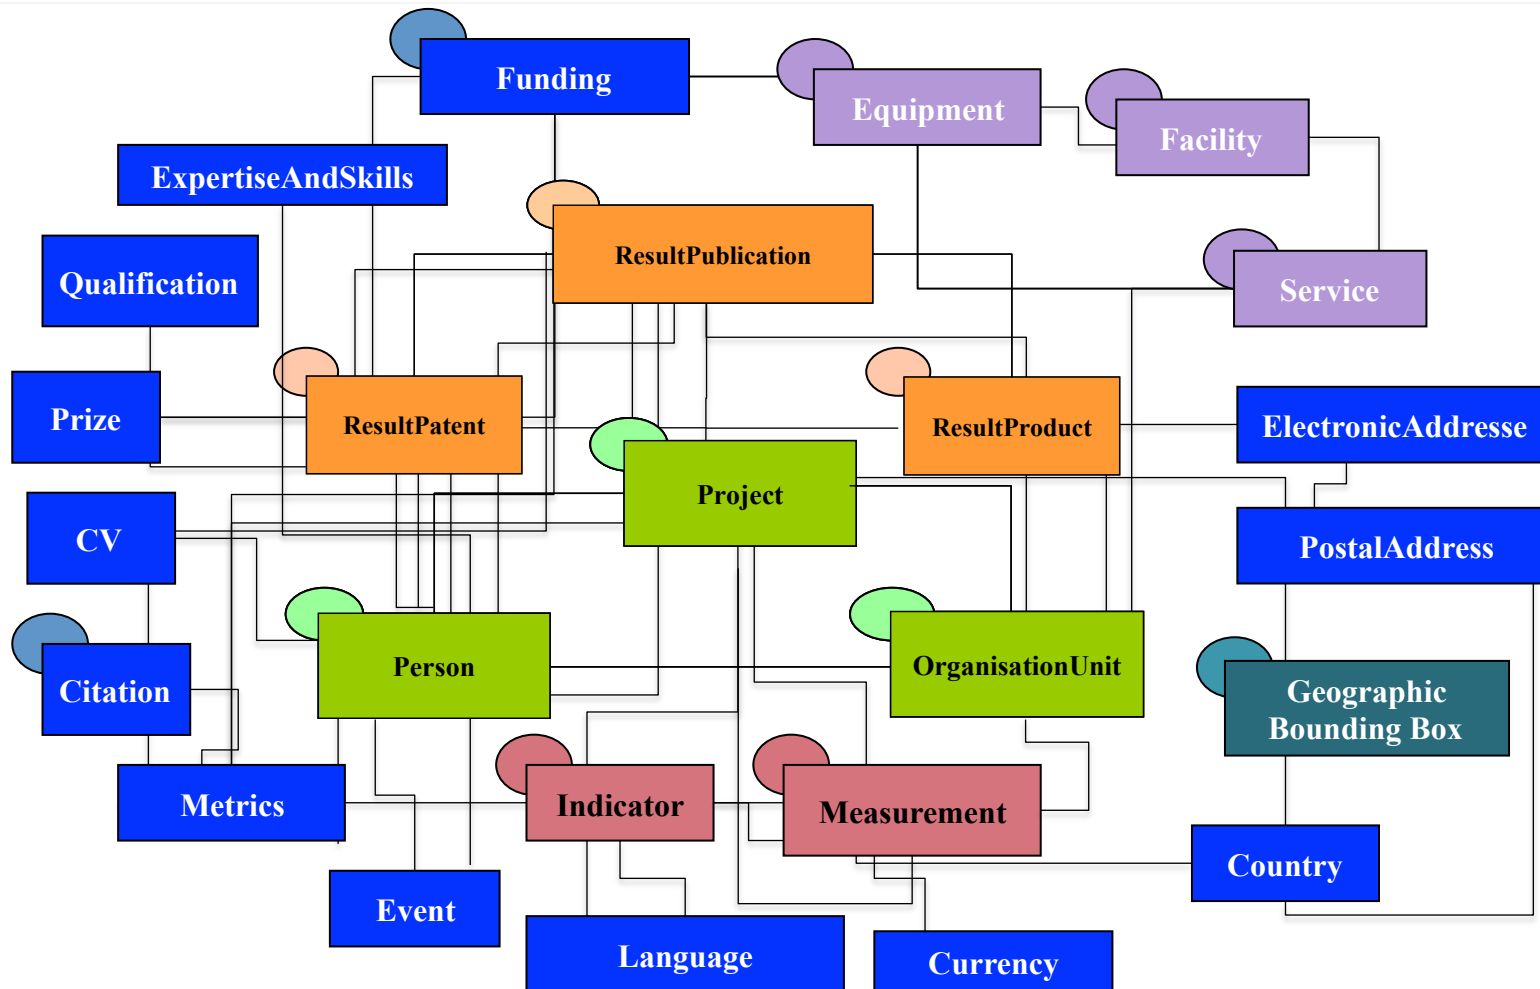 Funding
Equipment
Facility
ExpertiseAndSkills
ResultPublication
Qualification
Service
Prize
ResultPatent
ResultProduct
ElectronicAddresse
Project
CV
PostalAddress
Person
OrganisationUnit
Citation
Geographic
Bounding Box
Metrics
Indicator
Measurement
Country
Event
Language
Currency